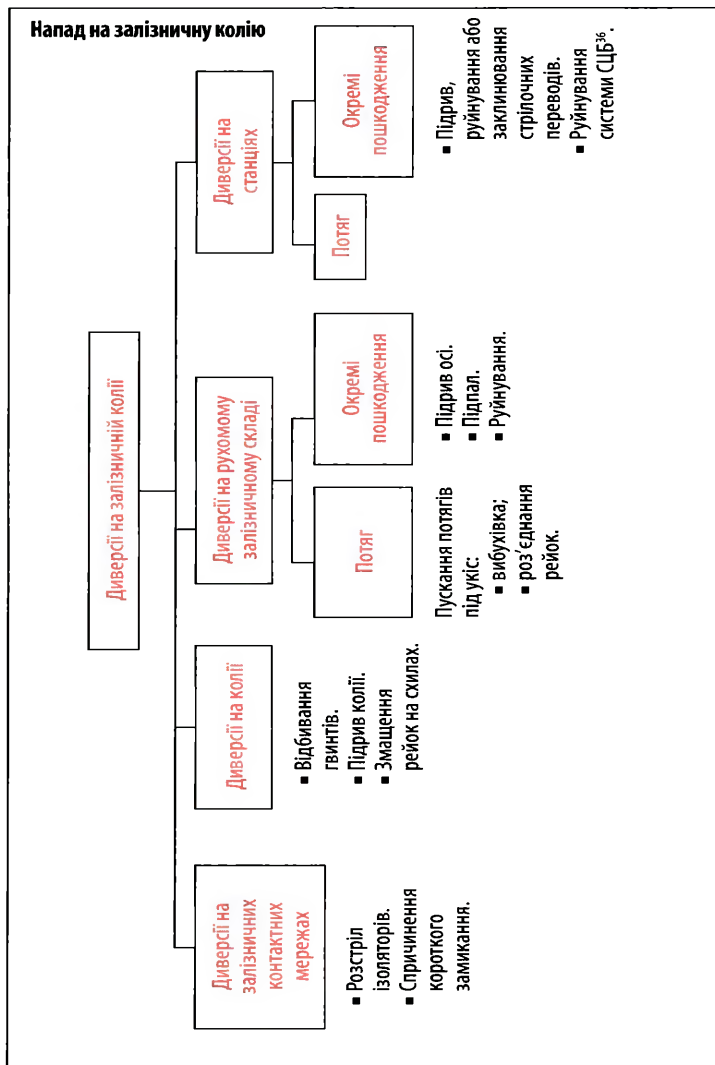 Напад на залізничну колію
Диверсії на залізничній колії
Диверсії на
залізничних
контактних
мережах
▪ Розстріл
ізоляторів.
▪ Спричинення
короткого
замикання.
Диверсії на колії
▪ Відбивання
гвинтів.
▪ Підрив колії.
▪ Змащення
рейок на схилах.
Диверсії на рухомому
залізничному складі
Потяг
Пускання потягів
під укіс:
▪ вибухівка;
▪ роз’єднання
рейок.
Окремі
пошкодження
▪ Підрив осі.
▪ Підпал.
▪ Руйнування.
Диверсії на
станціях
Потяг
Окремі
пошкодження
▪ Підрив,
руйнування або
заклинювання
стрілочних
переводів.
▪ Руйнування
системи СЦБ³⁶.